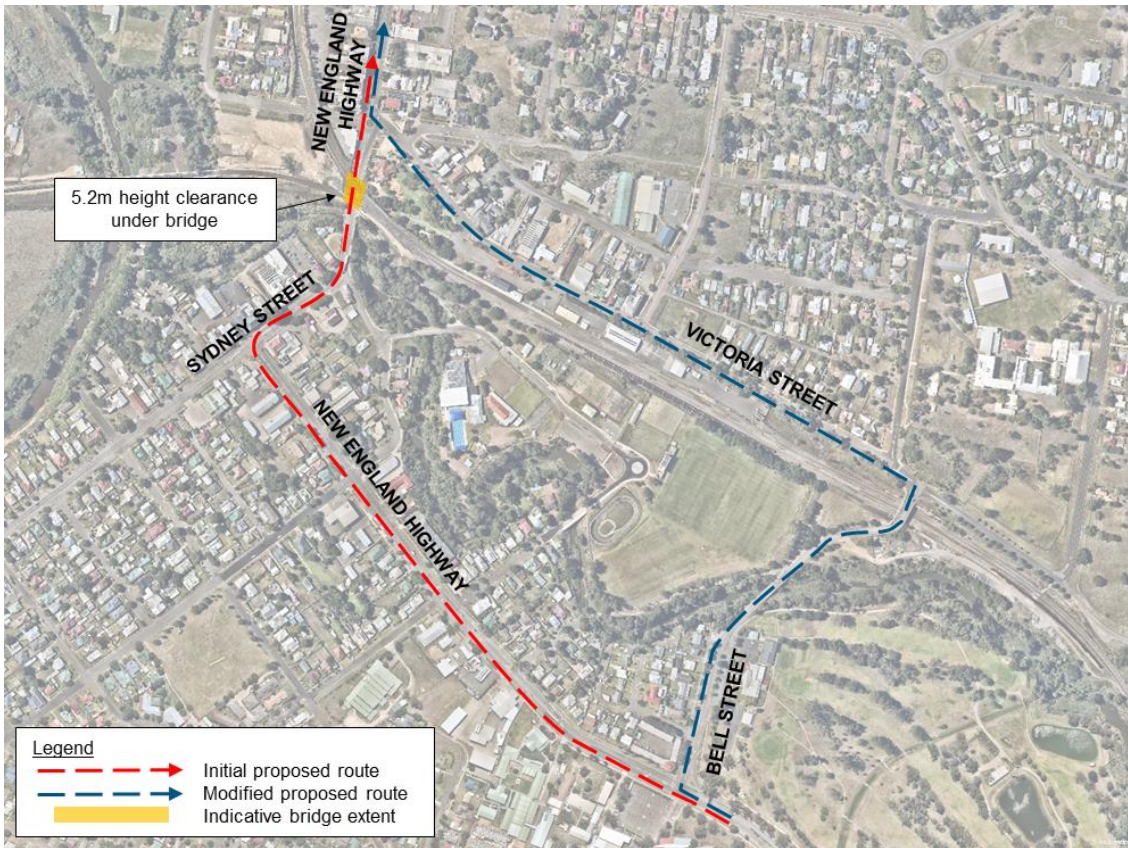 NEW ENGLAND
HIGHWAY
5.2m height clearance
under bridge
SYDNEY STREET
VICTORIA STREET
NEW ENGLAND HIGHWAY
BELL STREET
Legend
Initial proposed route
Modified proposed route
Indicative bridge extent